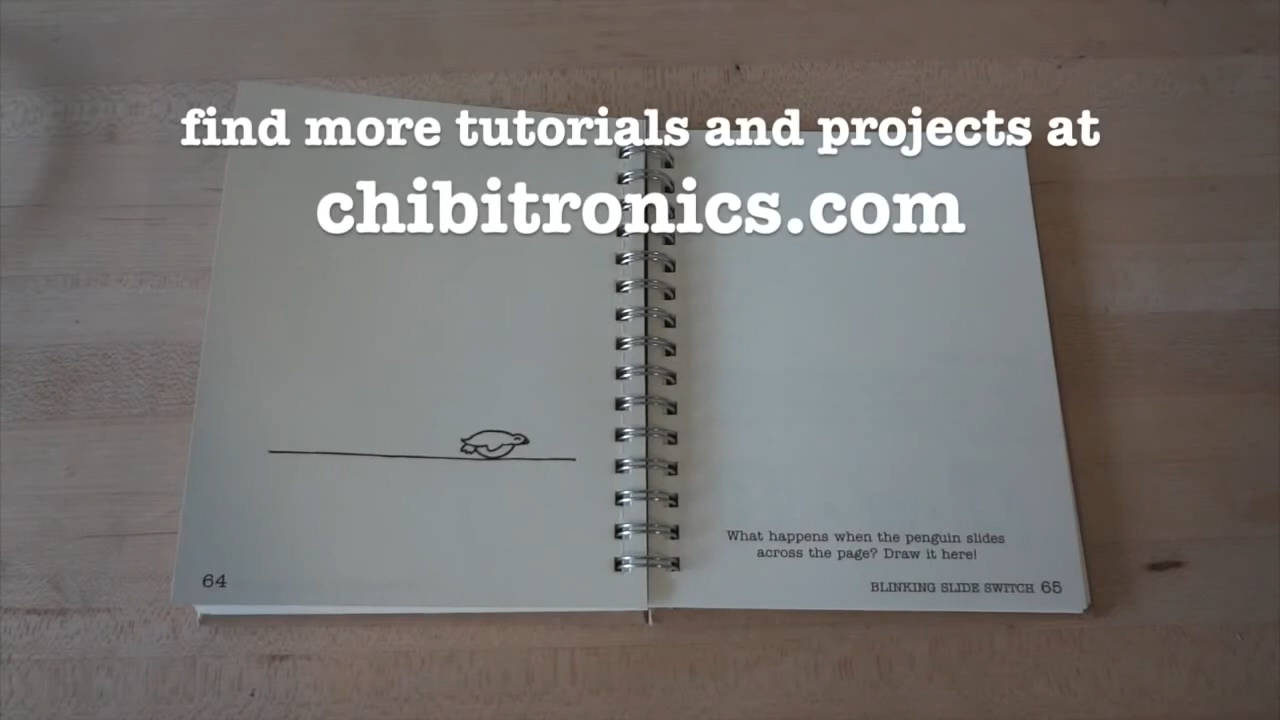 find more tutorials and projects at
chibitronics.com
What happens when the penguin slides
across the page? Draw it here!
64
BLINKING SLIDE SWITCH 65